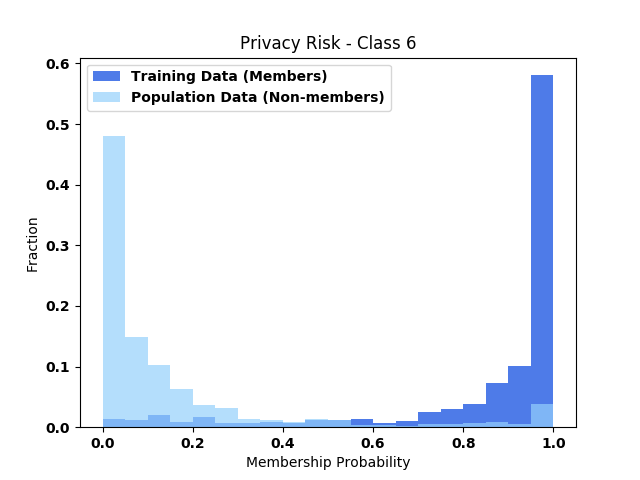 Privacy Risk - Class 6
Training Data (Members)
Population Data (Non-members)
0.6
0.5
0.4
0.3
0.2
0.1
0.0
Fraction
0.0 0.2 0.4 0.6 0.8 1.0
Membership Probability